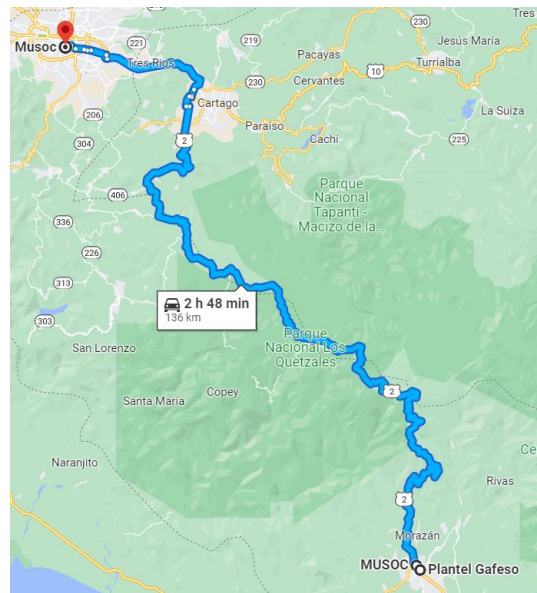 Tres
230
Jesús María
Musoc
221
219
Pacayas
Turrialba
Tres Ríos
10
230
Cervantes
Cartago
La Suiza
206
Paraíso
2
Cachí
225
304
406
Parque
Nacional
Tapantí -
Macizo de la...
336
226
2 h 48 min
136 km
313
303
Parque
Nacional Los
Quetzales
San Lorenzo
Copey
2
Santa María
Ce
Naranjito
Rivas
2
Morazán
MUSOC
Plantel Gafeso